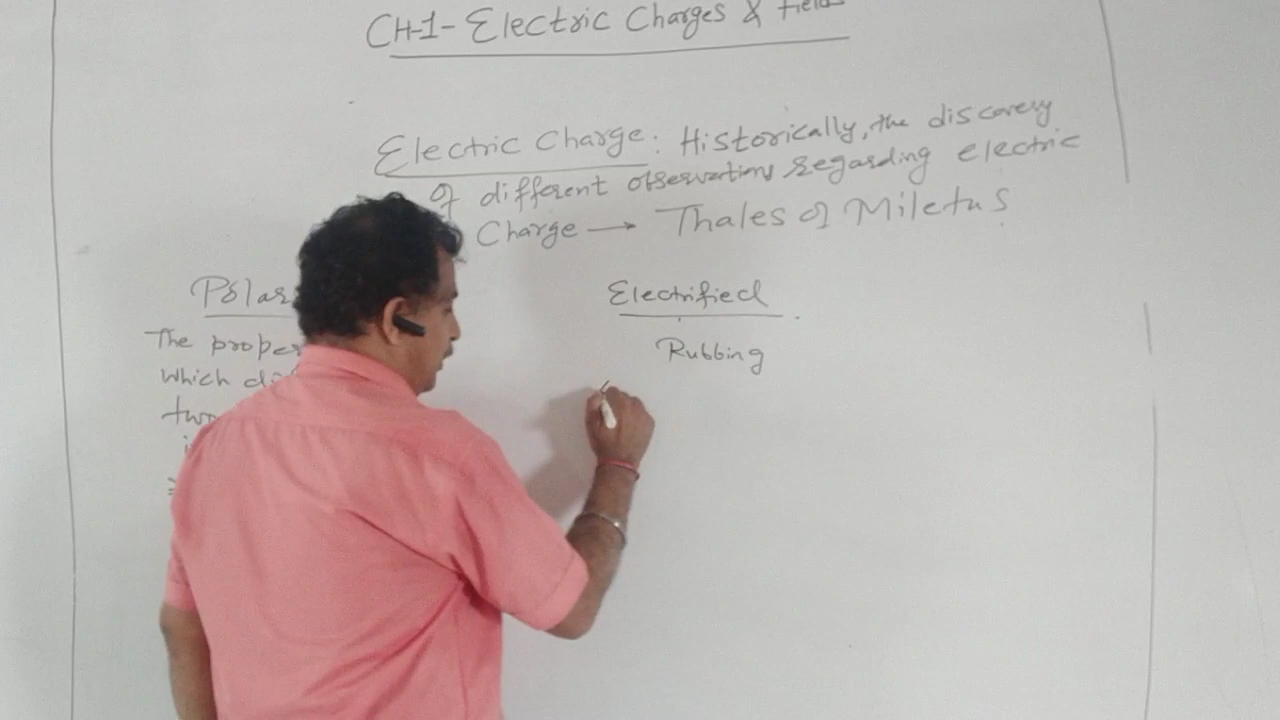 CH-1- Electric Charges & Field
Electric Charge: Historically, the discovery
of different observations regarding electric
Charge → Thales of Miletus
Polar
Electrified
The proper
Rubbing
which di
two